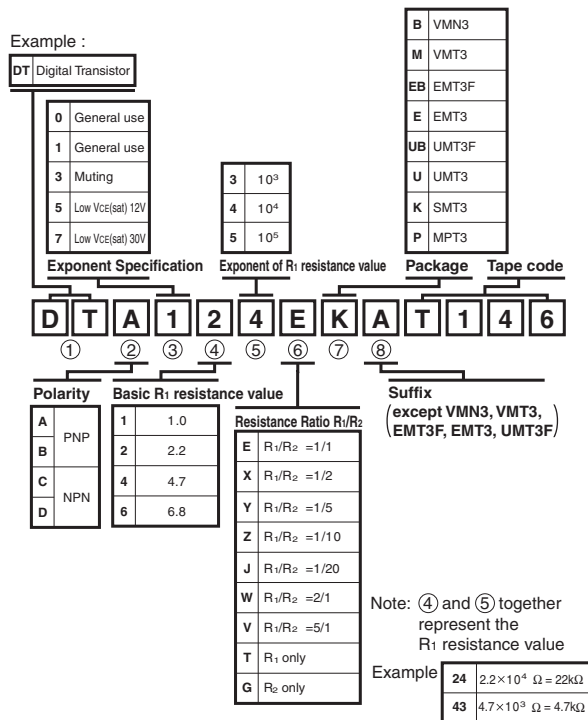 Example :
DT Digital Transistor
0 General use
1 General use
3 Muting
5 Low VCE(sat) 12V
7 Low VCE(sat) 30V
Exponent Specification
3 10³
4 10⁴
5 10⁵
Exponent of R1 resistance value
B VMN3
M VMT3
EB EMT3F
E EMT3
UB UMT3F
U UMT3
K SMT3
P MPT3
Package
Tape code
D T A 1 2 4 E K A T 1 4 6
① ② ③ ④ ⑤ ⑥ ⑦ ⑧
Polarity
A PNP
B
C NPN
D
Basic R1 resistance value
1 1.0
2 2.2
4 4.7
6 6.8
Resistance Ratio R1/R2
E R1/R2 =1/1
X R1/R2 =1/2
Y R1/R2 =1/5
Z R1/R2 =1/10
J R1/R2 =1/20
W R1/R2 =2/1
V R1/R2 =5/1
T R1 only
G R2 only
Suffix
(except VMN3, VMT3,
EMT3F, EMT3, UMT3F)
Note: ④ and ⑤ together
represent the
R1 resistance value
Example
24 2.2×10⁴ Ω = 22kΩ
43 4.7×10³ Ω = 4.7kΩ